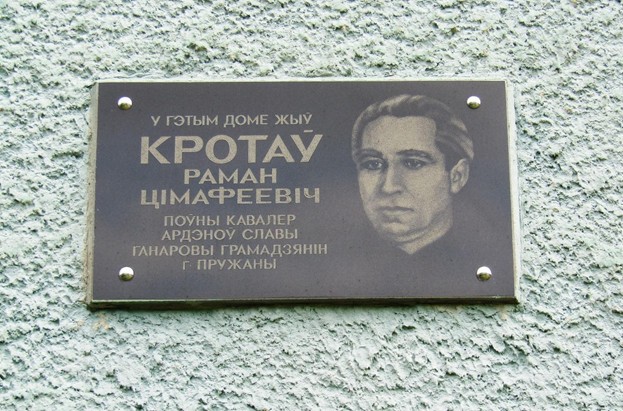 У ГЭТЫМ ДОМЕ ЖЫЎ
КРОТАЎ
РАМАН
ЦІМАФЕЕВІЧ
ПОЎНЫ КАВАЛЕР
АРДЭНОЎ СЛАВЫ
ГАНАРОВЫ ГРАМАДЗЯНІН
Г ПРУЖАНЫ